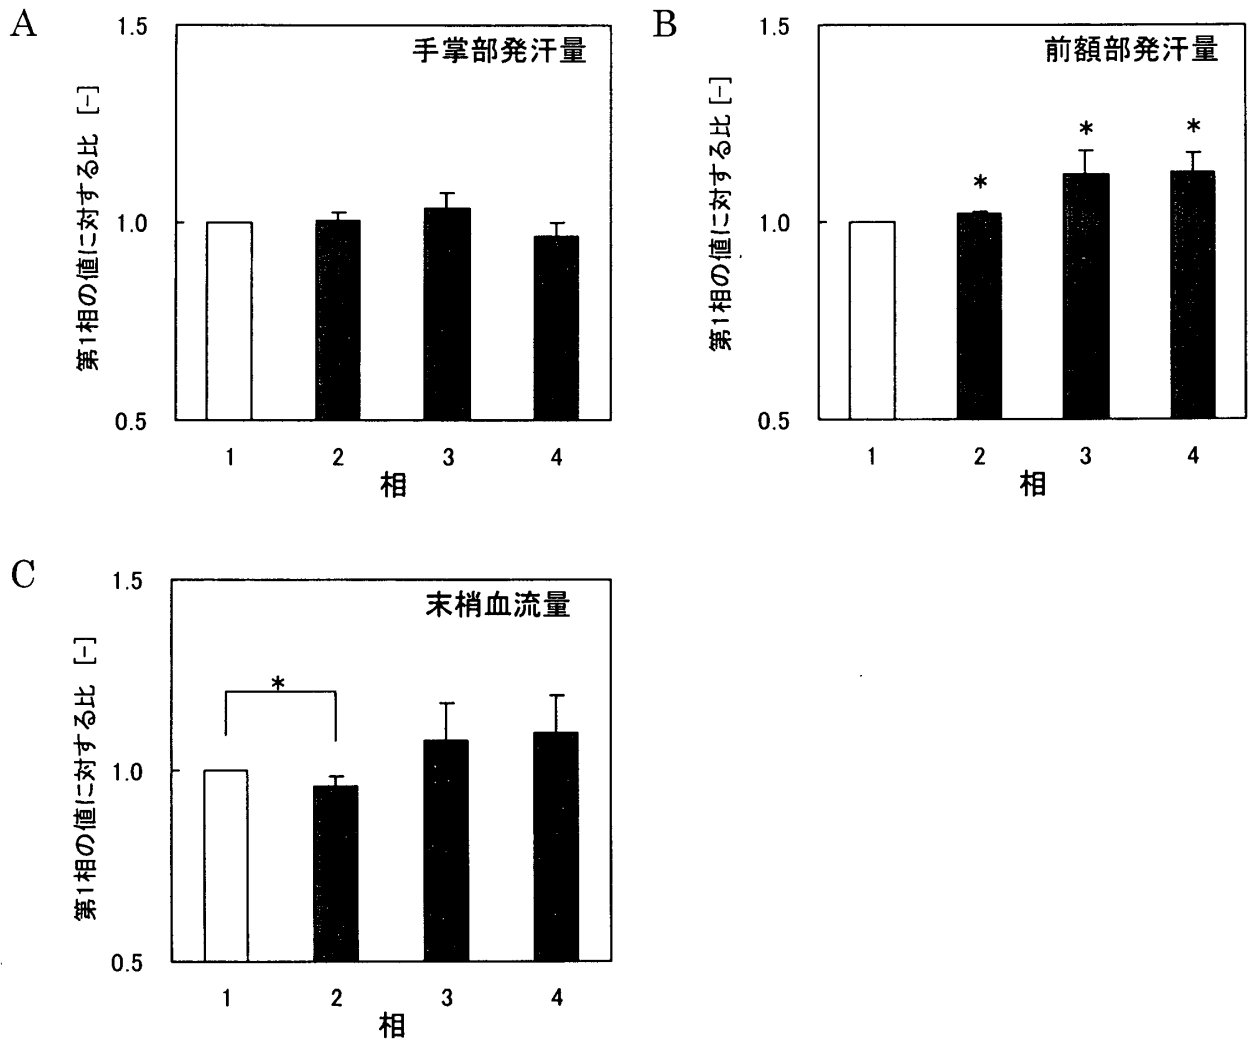 A
手掌部発汗量
第1相の値に対する比 [-]
1.5
1.0
0.5
1 2 3 4
相
B
前額部発汗量
第1相の値に対する比 [-]
1.5
1.0
0.5
* * *
1 2 3 4
相
C
末梢血流量
第1相の値に対する比 [-]
1.5
1.0
0.5
*
1 2 3 4
相